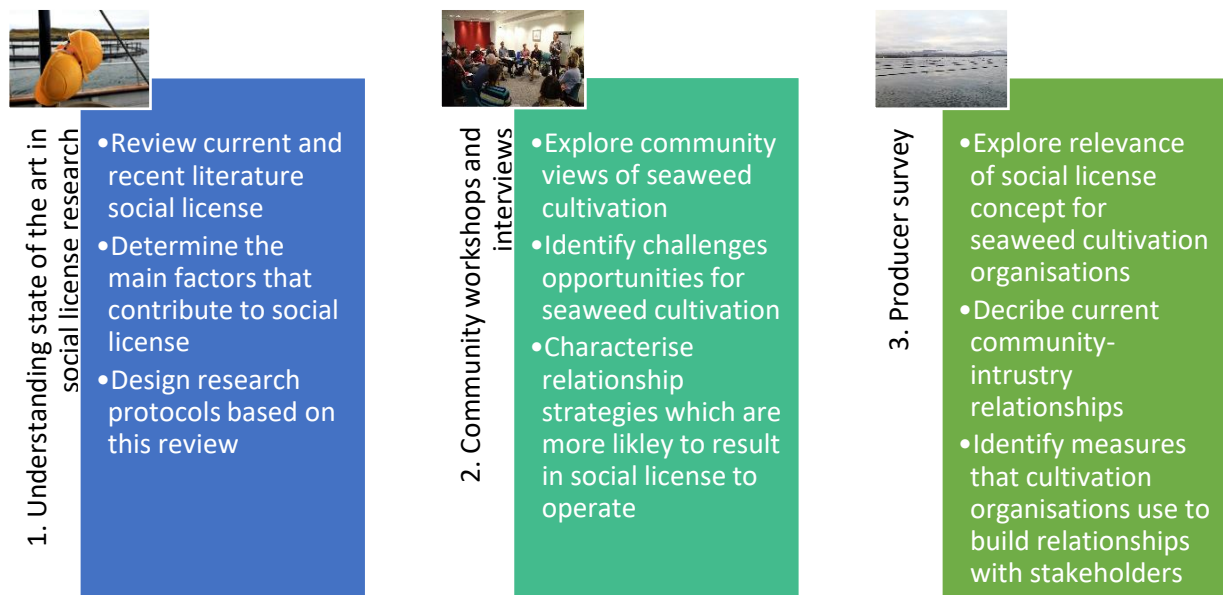 1. Understanding state of the art in
social license research
•Review current and
recent literature
social license
•Determine the
main factors that
contribute to social
license
•Design research
protocols based on
this review
2. Community workshops and
interviews
•Explore community
views of seaweed
cultivation
•Identify challenges
opportunities for
seaweed cultivation
•Characterise
relationship
strategies which are
more likley to result
in social license to
operate
3. Producer survey
•Explore relevance
of social license
concept for
seaweed cultivation
organisations
•Decribe current
community-
intrustry
relationships
•Identify measures
that cultivation
organisations use to
build relationships
with stakeholders